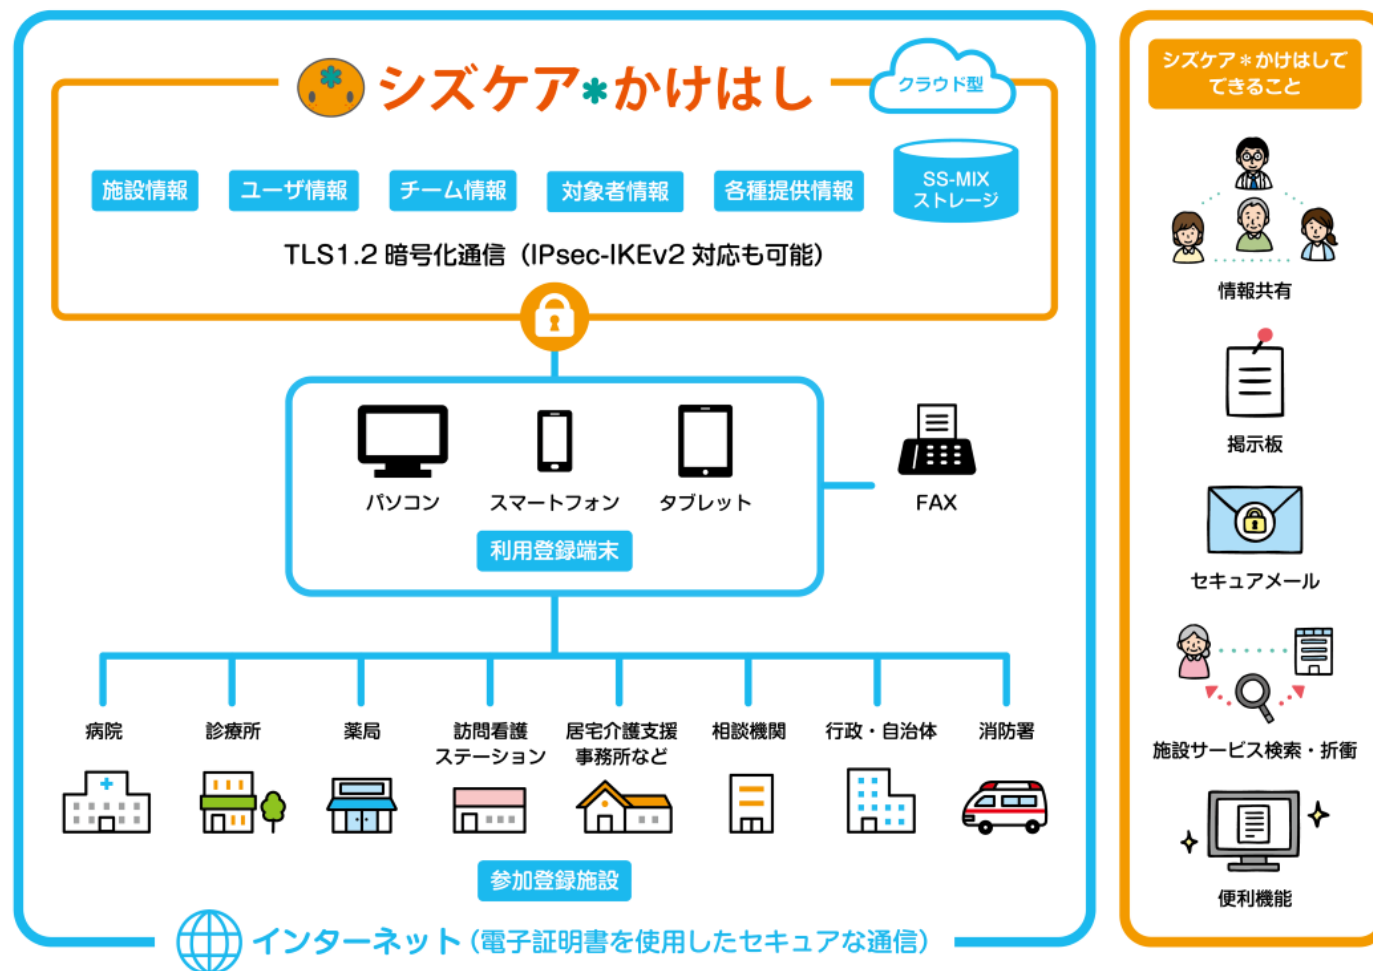 シズケア*かけはし
クラウド型
施設情報
ユーザ情報
チーム情報
対象者情報
各種提供情報
SS-MIX
ストレージ
TLS1.2 暗号化通信（IPsec-IKEv2 対応も可能）
パソコン
スマートフォン
タブレット
FAX
利用登録端末
病院
診療所
薬局
訪問看護
ステーション
居宅介護支援
事務所など
相談機関
行政・自治体
消防署
参加登録施設
インターネット（電子証明書を使用したセキュアな通信）
シズケア＊かけはしで
できること
情報共有
掲示板
セキュアメール
施設サービス検索・折衝
便利機能